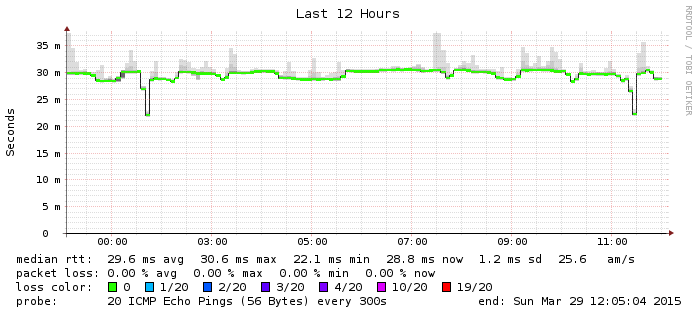 Last 12 Hours
RRDTOOL / TOBI OETIKER
Seconds
35 m
30 m
25 m
20 m
15 m
10 m
5 m
0
00:00 03:00 05:00 07:00 09:00 11:00
median rtt: 29.6 ms avg 30.6 ms max 22.1 ms min 28.8 ms now 1.2 ms sd 25.6 am/s
packet loss: 0.00 % avg 0.00 % max 0.00 % min 0.00 % now
loss color: 0 1/20 2/20 3/20 4/20 10/20 19/20
probe: 20 ICMP Echo Pings (56 Bytes) every 300s end: Sun Mar 29 12:05:04 2015